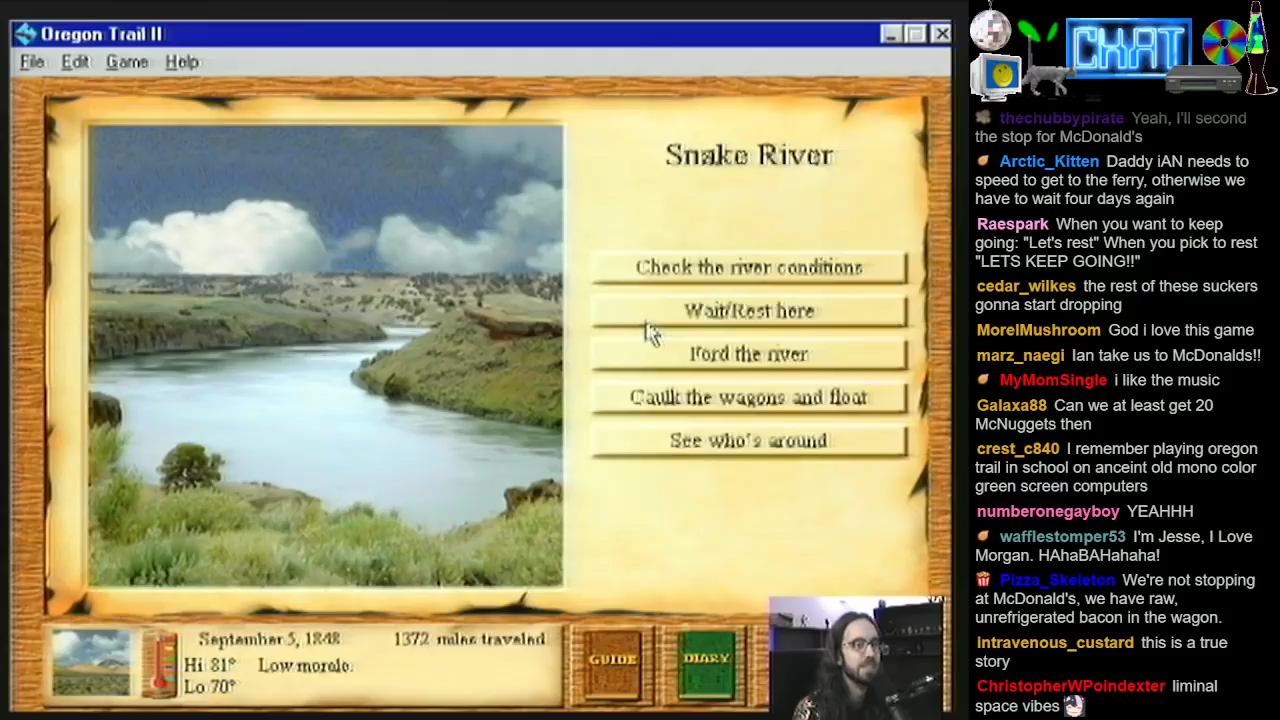 Oregon Trail II
File Edit Game Help
Snake River
Check the river conditions
Wait/Rest here
Ford the river
Caulk the wagons and float
See who's around
September 5, 1848 1372 miles traveled
Hi: 81° Low morale
Lo: 70°
GUIDE
DIARY
CHAT
thechubbypirate Yeah, I'll second
the stop for McDonald's
Arctic_Kitten Daddy iAN needs to
speed to get to the ferry, otherwise we
have to wait four days again
Raespark When you want to keep
going: "Let's rest" When you pick to rest
"LETS KEEP GOING!!"
cedar_wilkes the rest of these suckers
gonna start dropping
MorelMushroom God i love this game
marz_naegi Ian take us to McDonalds!!
MyMomSingle i like the music
Galaxa88 Can we at least get 20
McNuggets then
crest_c840 I remember playing oregon
trail in school on anceint old mono color
green screen computers
numberonegayboy YEAHHH
wafflestomper53 I'm Jesse, I Love
Morgan. HAhaBAHahaha!
Pizza_Skeleton We're not stopping
at McDonald's, we have raw,
unrefrigerated bacon in the wagon.
intravenous_custard this is a true
story
ChristopherWPoindexter liminal
space vibes